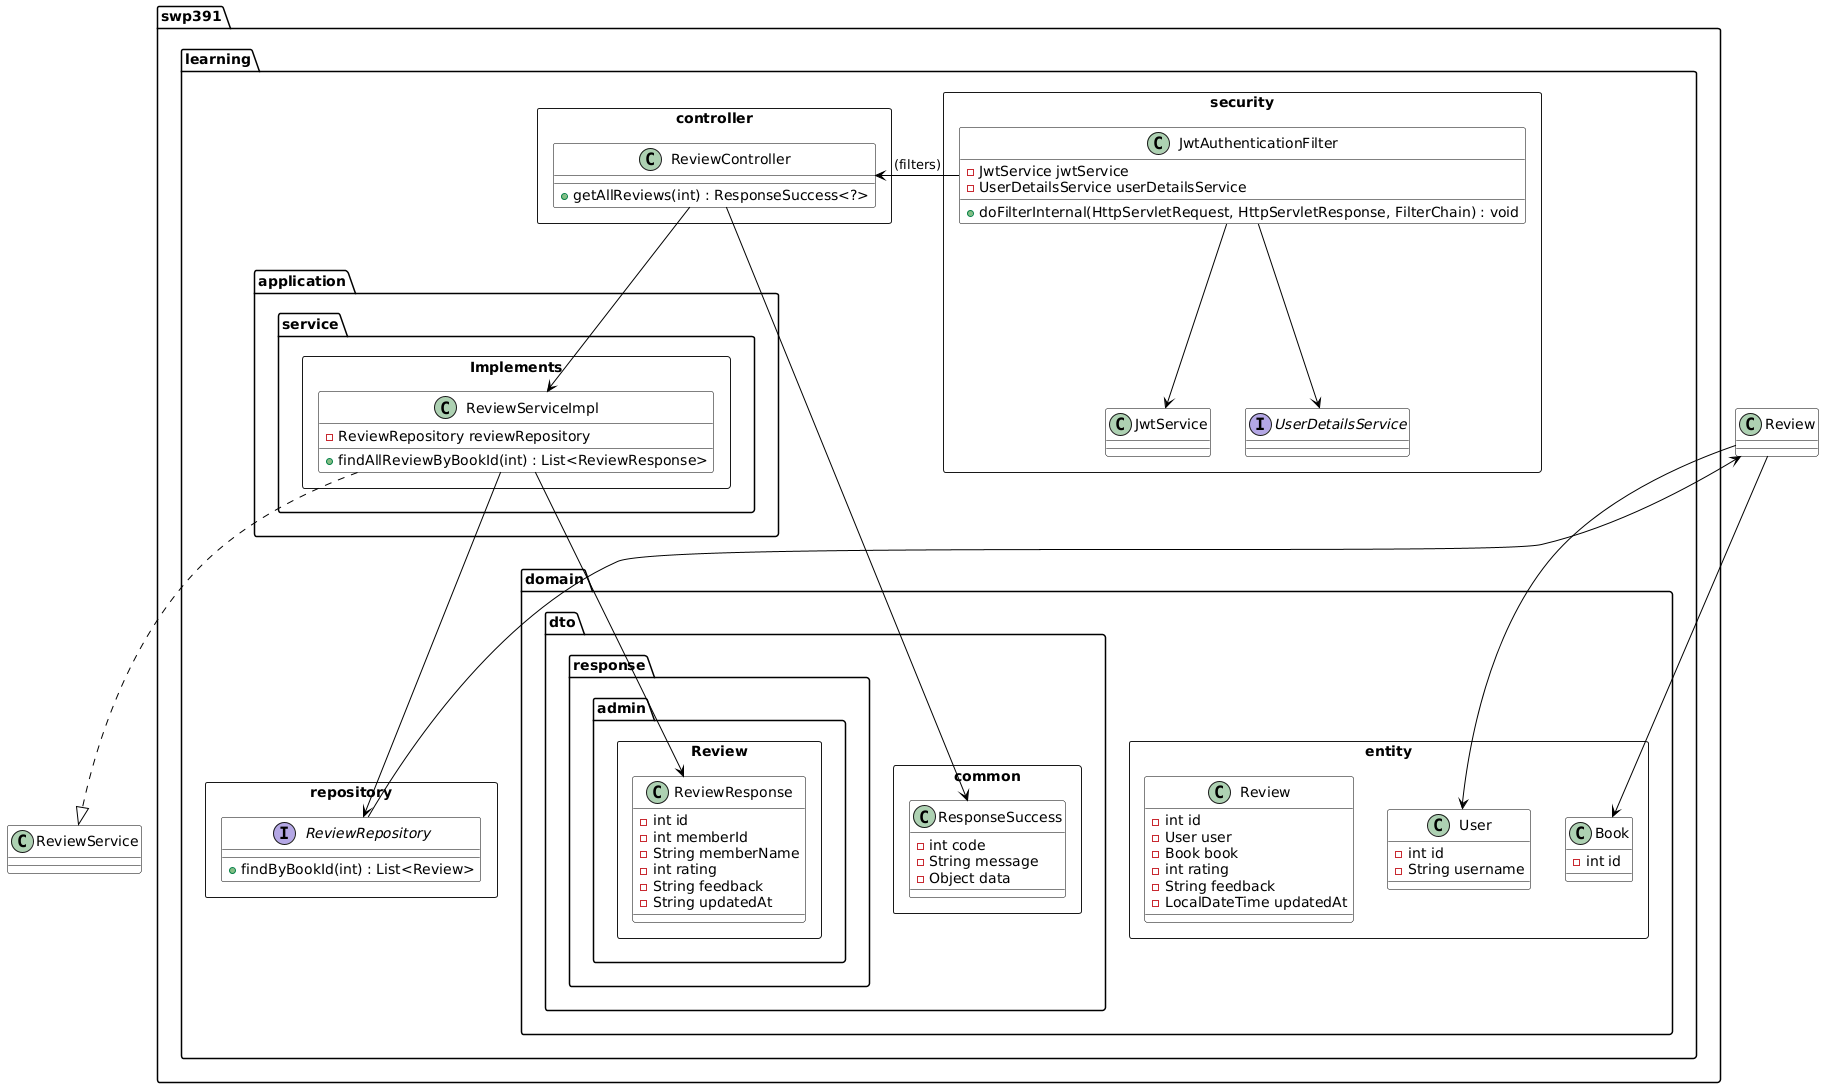 swp391
learning
controller
C ReviewController
getAllReviews(int) : ResponseSuccess<?>
(filters)
security
C JwtAuthenticationFilter
JwtService jwtService
UserDetailsService userDetailsService
doFilterInternal(HttpServletRequest, HttpServletResponse, FilterChain) : void
C JwtService
I UserDetailsService
C Review
application
service
Implements
C ReviewServiceImpl
ReviewRepository reviewRepository
findAllReviewByBookId(int) : List<ReviewResponse>
C ReviewService
repository
I ReviewRepository
findByBookId(int) : List<Review>
domain
dto
response
admin
Review
C ReviewResponse
int id
int memberId
String memberName
int rating
String feedback
String updatedAt
common
C ResponseSuccess
int code
String message
Object data
entity
C Review
int id
User user
Book book
int rating
String feedback
LocalDateTime updatedAt
C User
int id
String username
C Book
int id